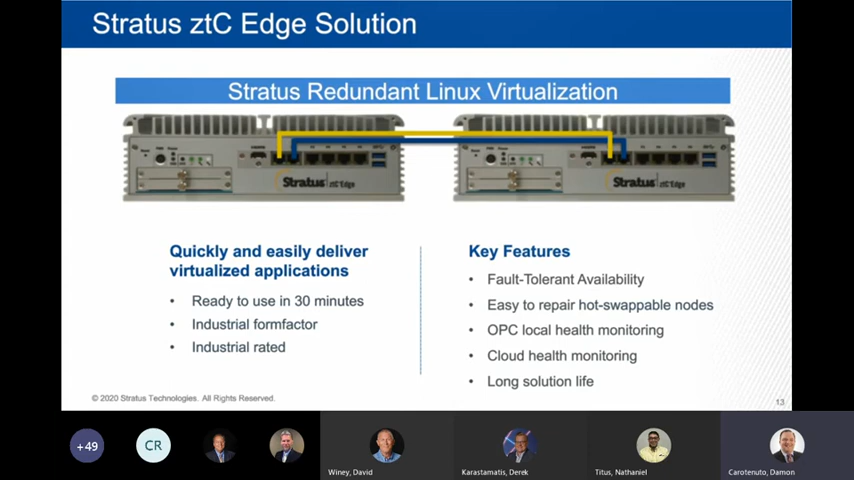 Stratus ztC Edge Solution
Stratus Redundant Linux Virtualization
Stratus ztC Edge
Stratus ztC Edge
Quickly and easily deliver
virtualized applications
• Ready to use in 30 minutes
• Industrial formfactor
• Industrial rated
Key Features
• Fault-Tolerant Availability
• Easy to repair hot-swappable nodes
• OPC local health monitoring
• Cloud health monitoring
• Long solution life
© 2020 Stratus Technologies. All Rights Reserved.
13
+49
CR
Winey, David
Karastamatis, Derek
Titus, Nathaniel
Carotenuto, Damon